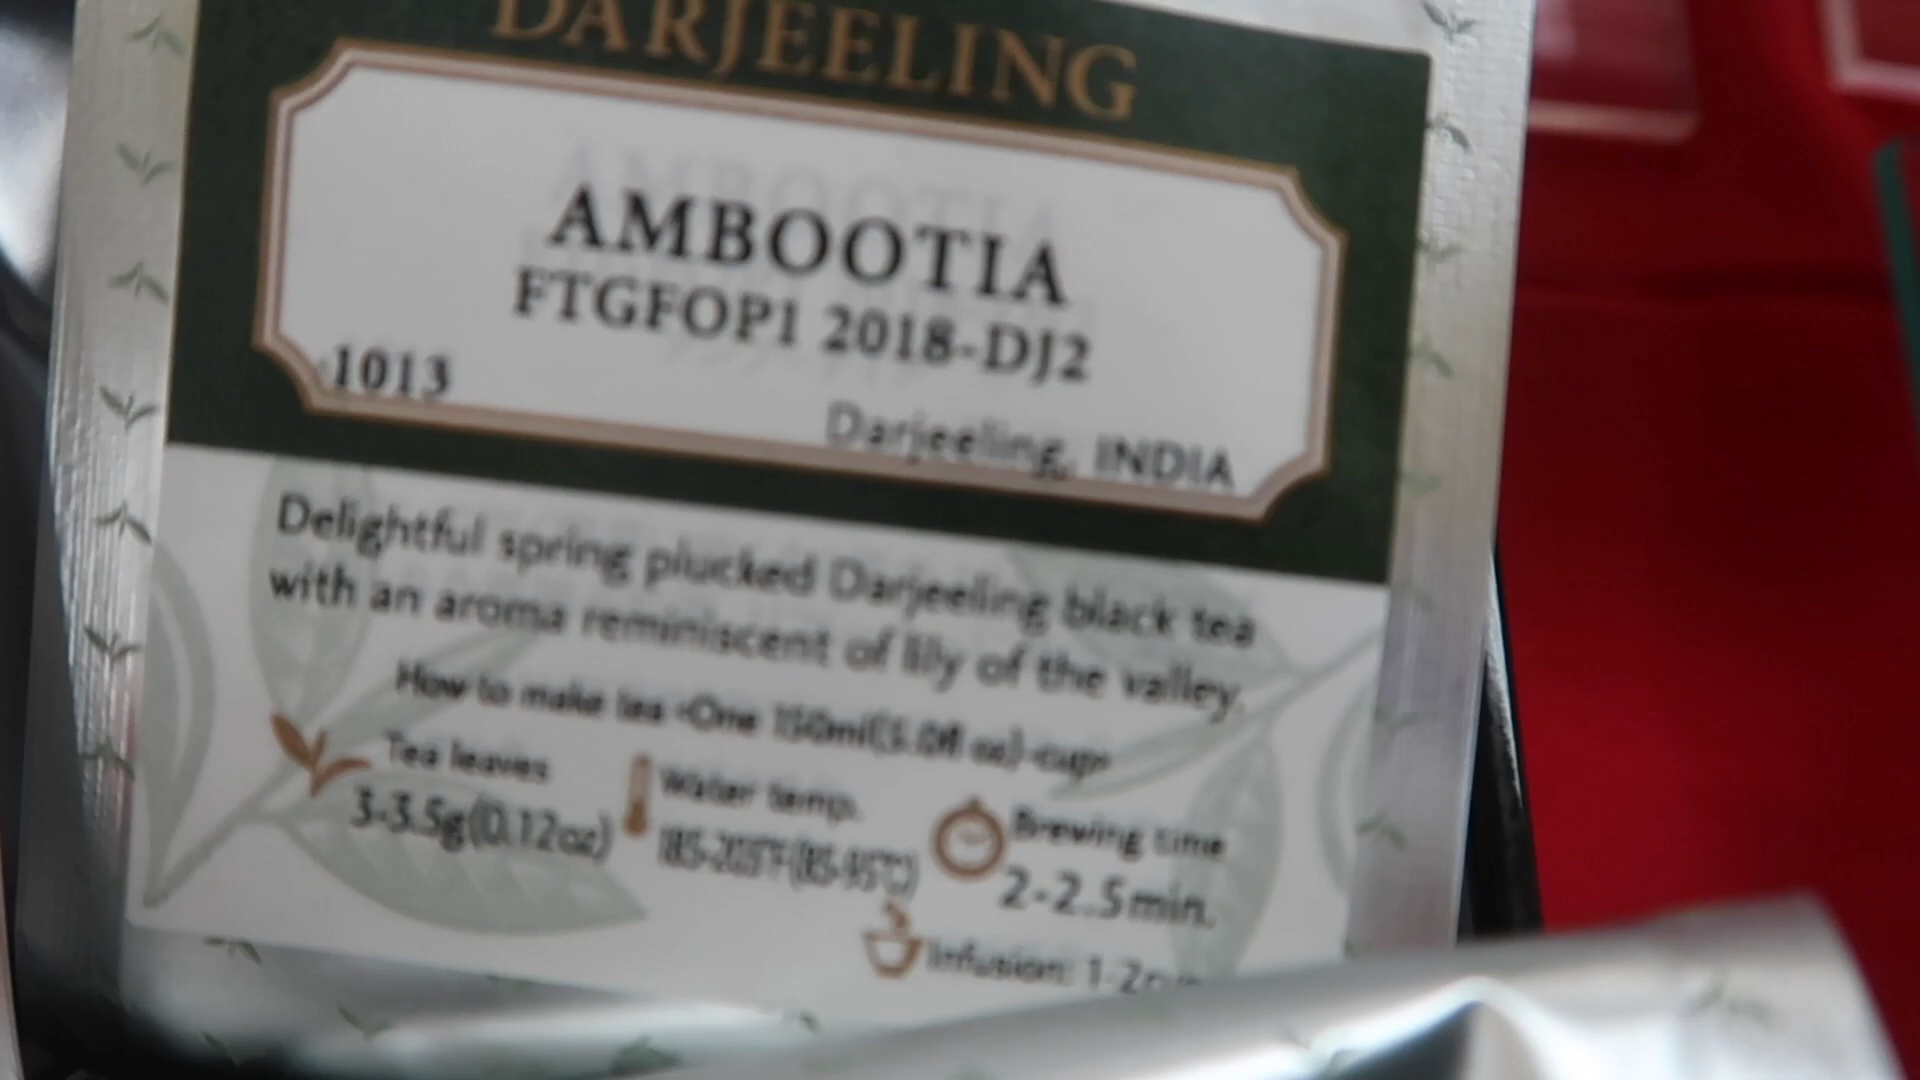 DARJEELING
AMBOOTIA
FTGFOP1 2018-DJ2
1013
Darjeeling, INDIA
Delightful spring plucked Darjeeling black tea
with an aroma reminiscent of lily of the valley.
How to make tea <One 150ml(5.0fl oz)-cup>
Tea leaves
3-3.5g(0.12oz)
Water temp.
185-203°F(85-95°C)
Brewing time
2-2.5min.
Infusion: 1-2